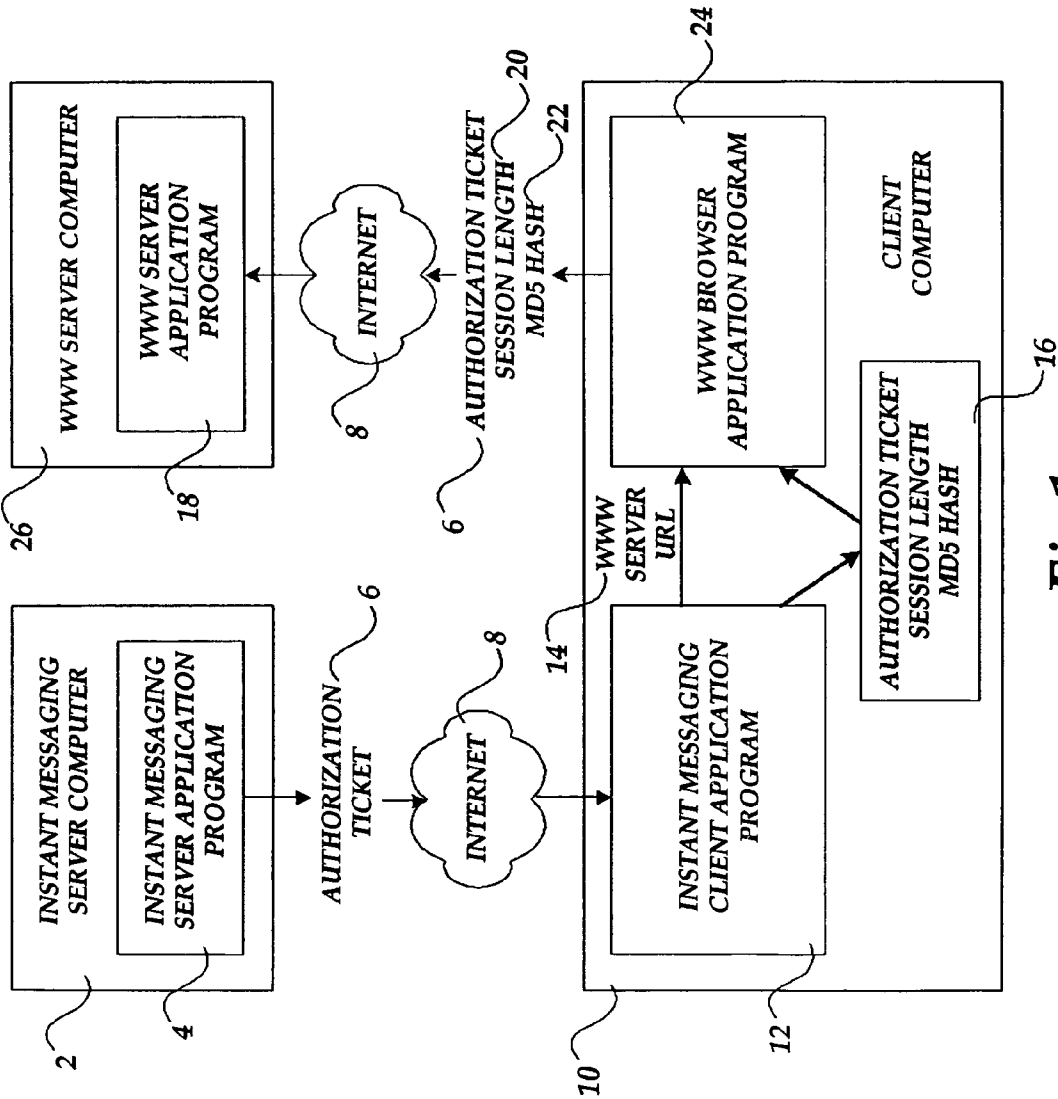 2
INSTANT MESSAGING
SERVER COMPUTER
4
INSTANT MESSAGING
SERVER APPLICATION
PROGRAM
AUTHORIZATION
TICKET
6
INTERNET
8
26
WWW SERVER COMPUTER
18
WWW SERVER
APPLICATION
PROGRAM
INTERNET
8
6
AUTHORIZATION TICKET
SESSION LENGTH
20
MD5 HASH
22
10
12
INSTANT MESSAGING
CLIENT APPLICATION
PROGRAM
14
WWW
SERVER
URL
WWW BROWSER
APPLICATION PROGRAM
24
AUTHORIZATION TICKET
SESSION LENGTH
MD5 HASH
16
CLIENT
COMPUTER